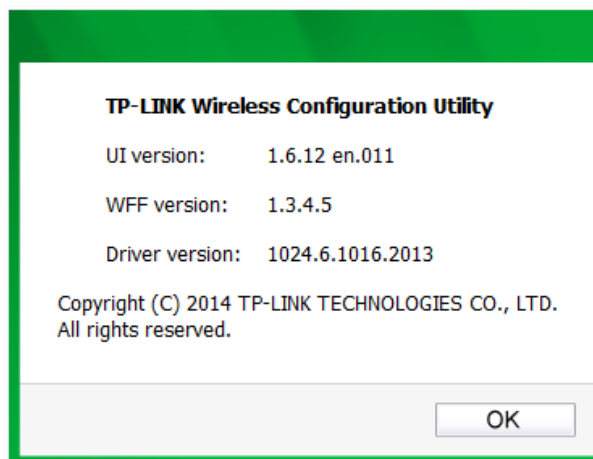 TP-LINK Wireless Configuration Utility
UI version: 1.6.12 en.011
WFF version: 1.3.4.5
Driver version: 1024.6.1016.2013
Copyright (C) 2014 TP-LINK TECHNOLOGIES CO., LTD.
All rights reserved.
OK